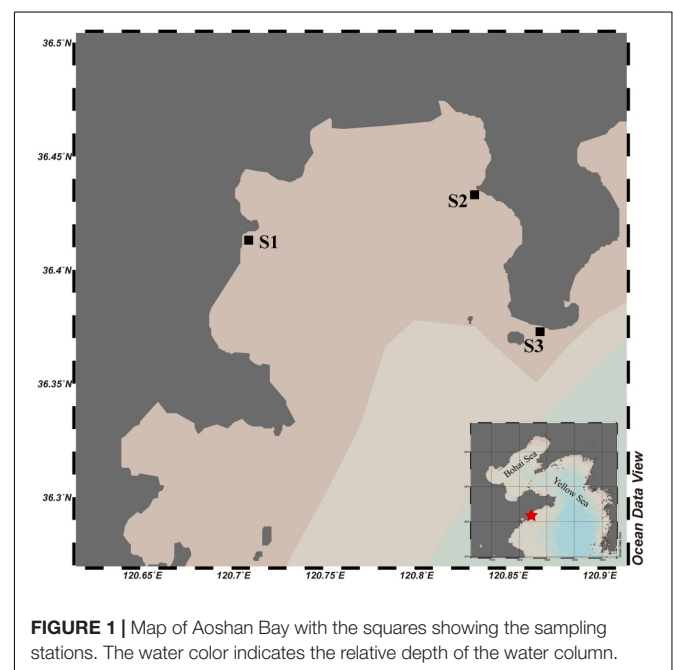 36.5˚N
36.45˚N
S2
S1
36.4˚N
S3
36.35˚N
Bohai Sea
Yellow Sea
36.3˚N
Ocean Data View
120.65˚E 120.7˚E 120.75˚E 120.8˚E 120.85˚E 120.9˚E
FIGURE 1 | Map of Aoshan Bay with the squares showing the sampling
stations. The water color indicates the relative depth of the water column.